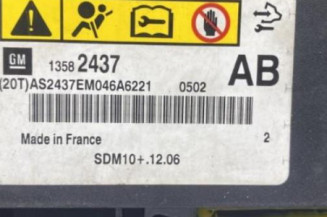 GM 1358 2437 AB
(20T)AS2437EM046A6221 0502
Made in France 2
SDM10+.12.06